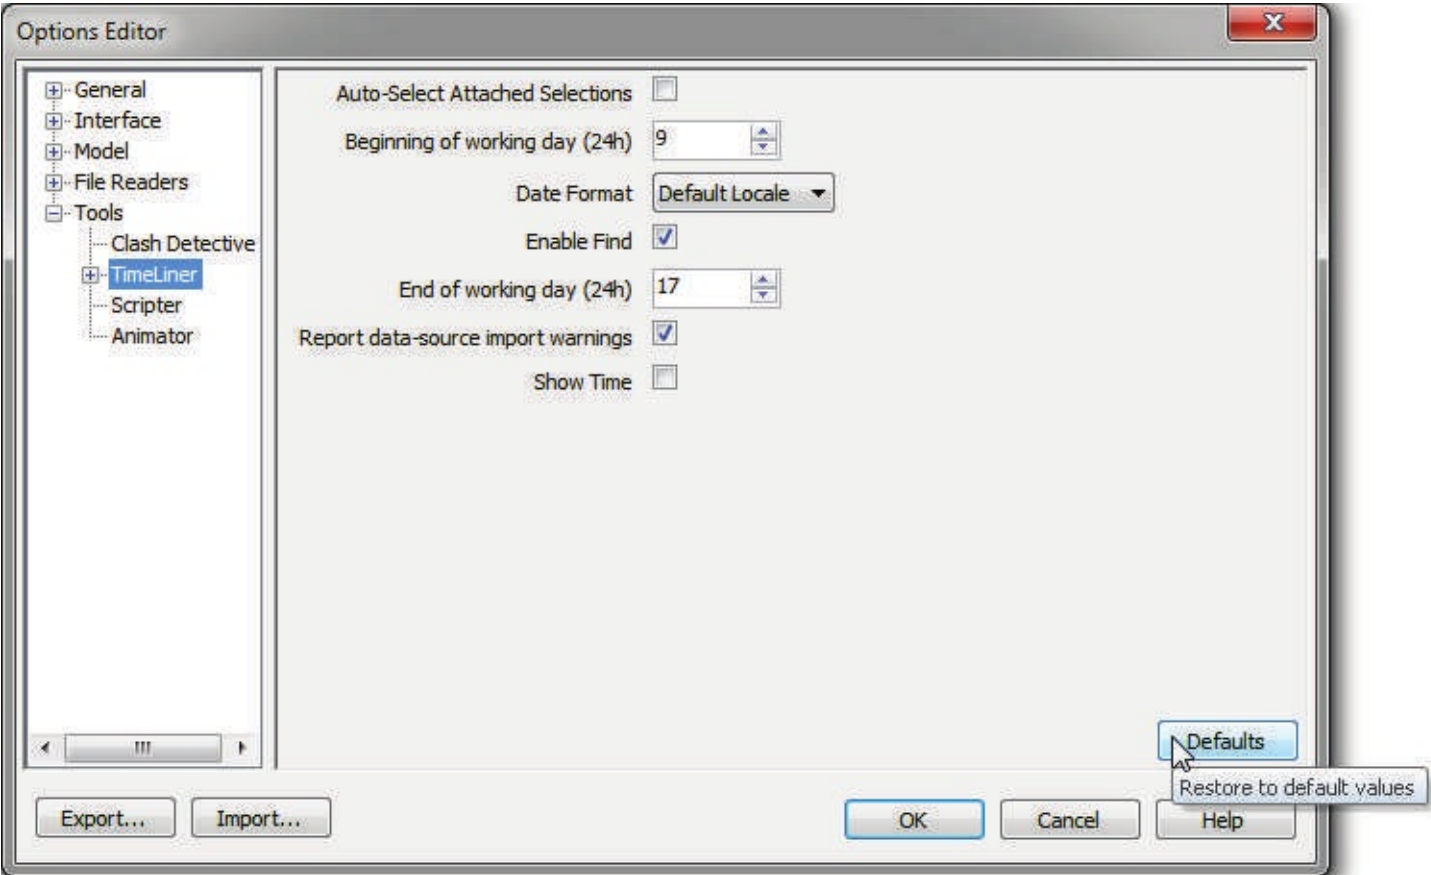 Options Editor
X
General
Interface
Model
File Readers
Tools
Clash Detective
TimeLiner
Scripter
Animator
Auto-Select Attached Selections
Beginning of working day (24h) 9
Date Format Default Locale
Enable Find
End of working day (24h) 17
Report data-source import warnings
Show Time
Defaults
Restore to default values
Export... Import... OK Cancel Help